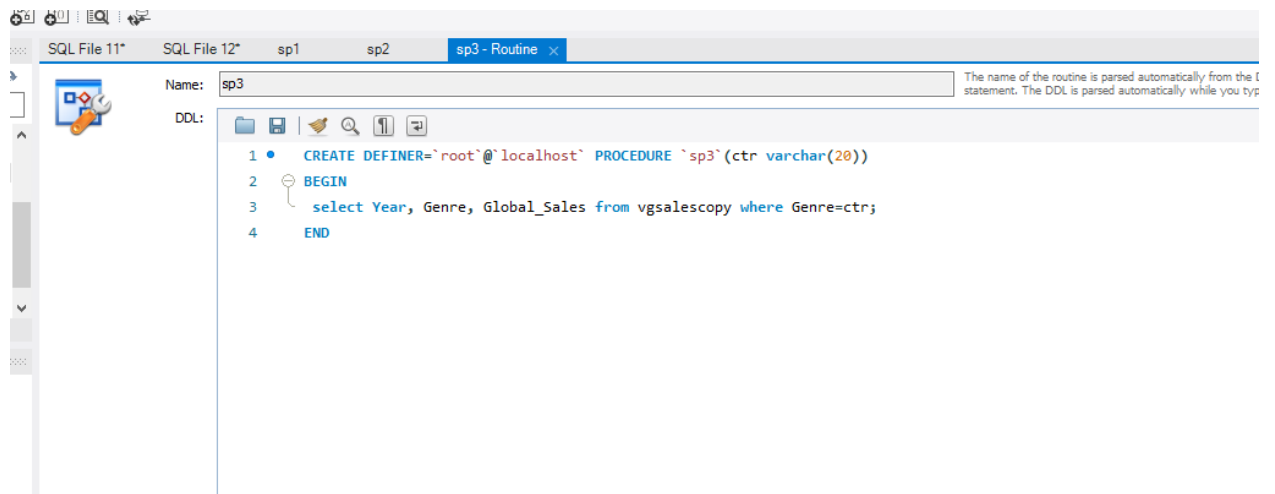 SQL File 11* SQL File 12* sp1 sp2 sp3 - Routine ×
Name: sp3 The name of the routine is parsed automatically from the
statement. The DDL is parsed automatically while you typ
DDL:
1 CREATE DEFINER=`root`@`localhost` PROCEDURE `sp3`(ctr varchar(20))
2 BEGIN
3 select Year, Genre, Global_Sales from vgsalescopy where Genre=ctr;
4 END